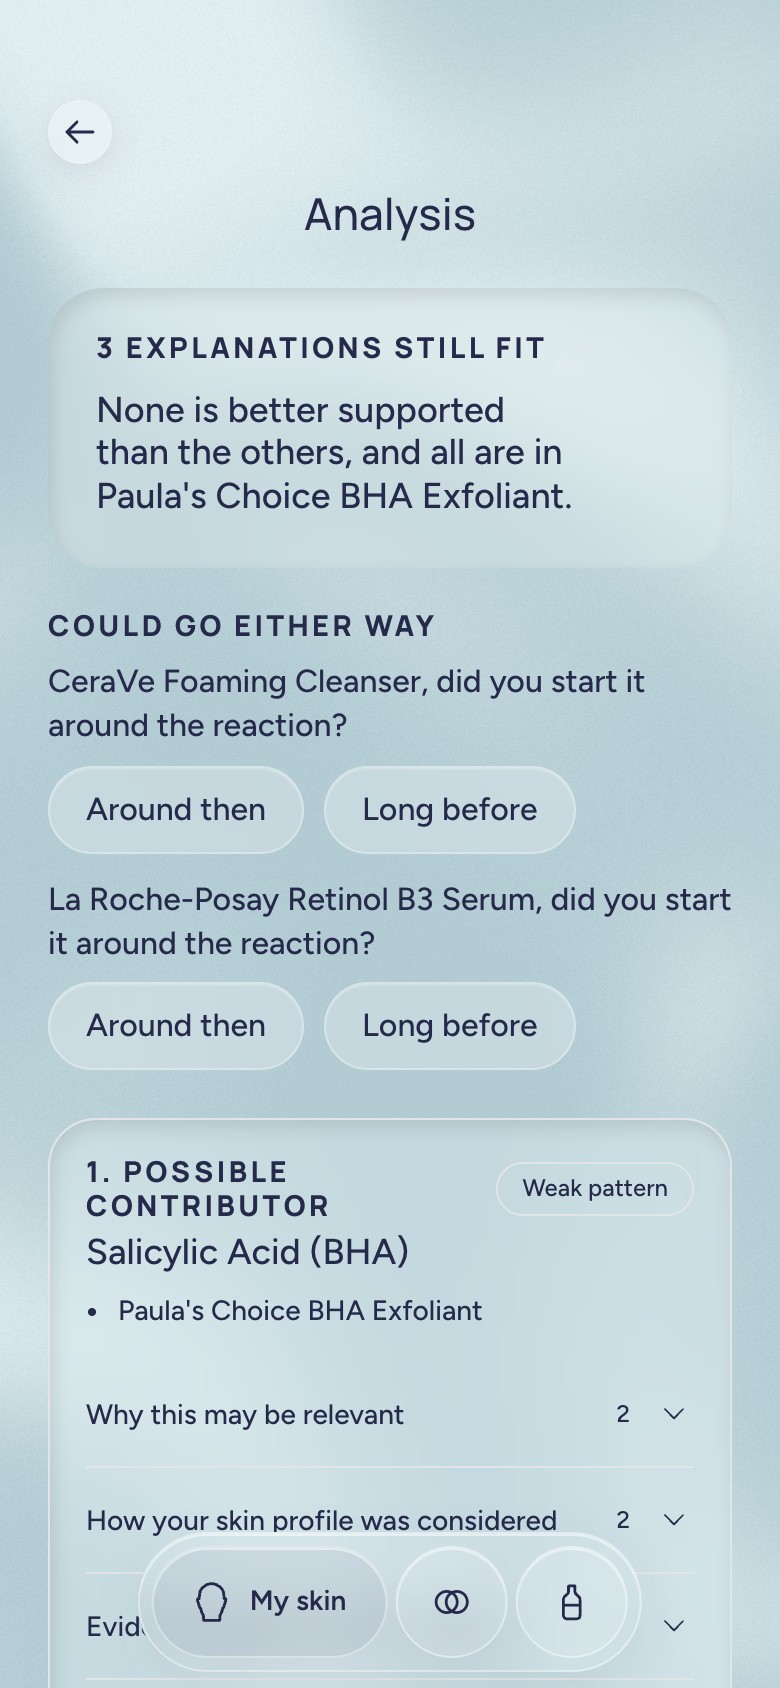 Analysis
3 EXPLANATIONS STILL FIT
None is better supported
than the others, and all are in
Paula's Choice BHA Exfoliant.
COULD GO EITHER WAY
CeraVe Foaming Cleanser, did you start it
around the reaction?
Around then Long before
La Roche-Posay Retinol B3 Serum, did you start
it around the reaction?
Around then Long before
1. POSSIBLE
CONTRIBUTOR
Weak pattern
Salicylic Acid (BHA)
• Paula's Choice BHA Exfoliant
Why this may be relevant 2
How your skin profile was considered 2
My skin